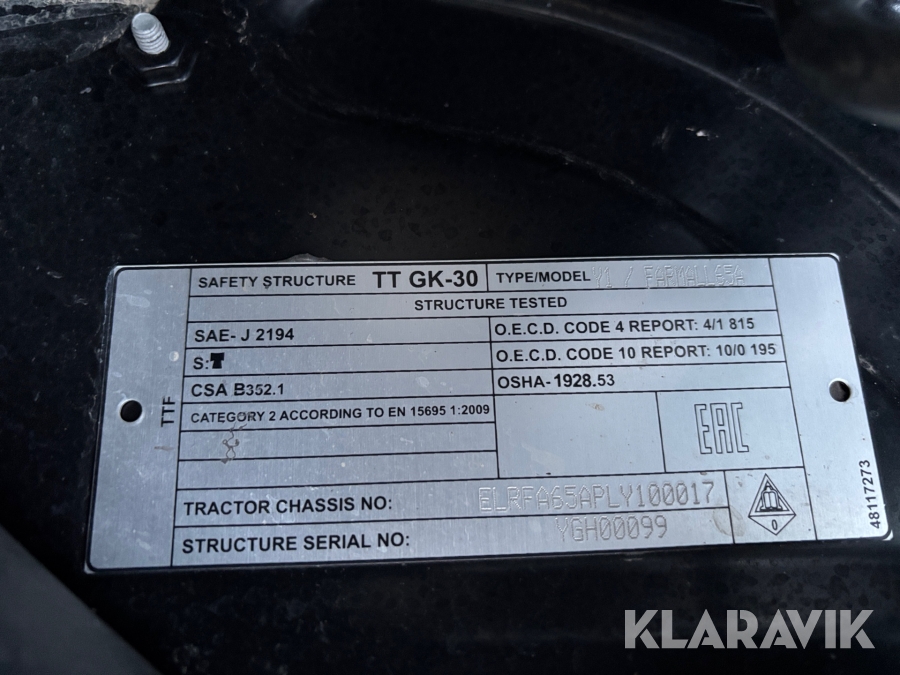 SAFETY STRUCTURE TT GK-30 TYPE/MODEL Y1 / FARMALL65A
STRUCTURE TESTED
SAE- J 2194 O.E.C.D. CODE 4 REPORT: 4/1 815
S:T O.E.C.D. CODE 10 REPORT: 10/0 195
CSA B352.1 OSHA-1928.53
CATEGORY 2 ACCORDING TO EN 15695 1:2009
TTF
EAC
TRACTOR CHASSIS NO: ELRFA65APLY100017
STRUCTURE SERIAL NO: YGH00099
0
48117273
KLARAVIK